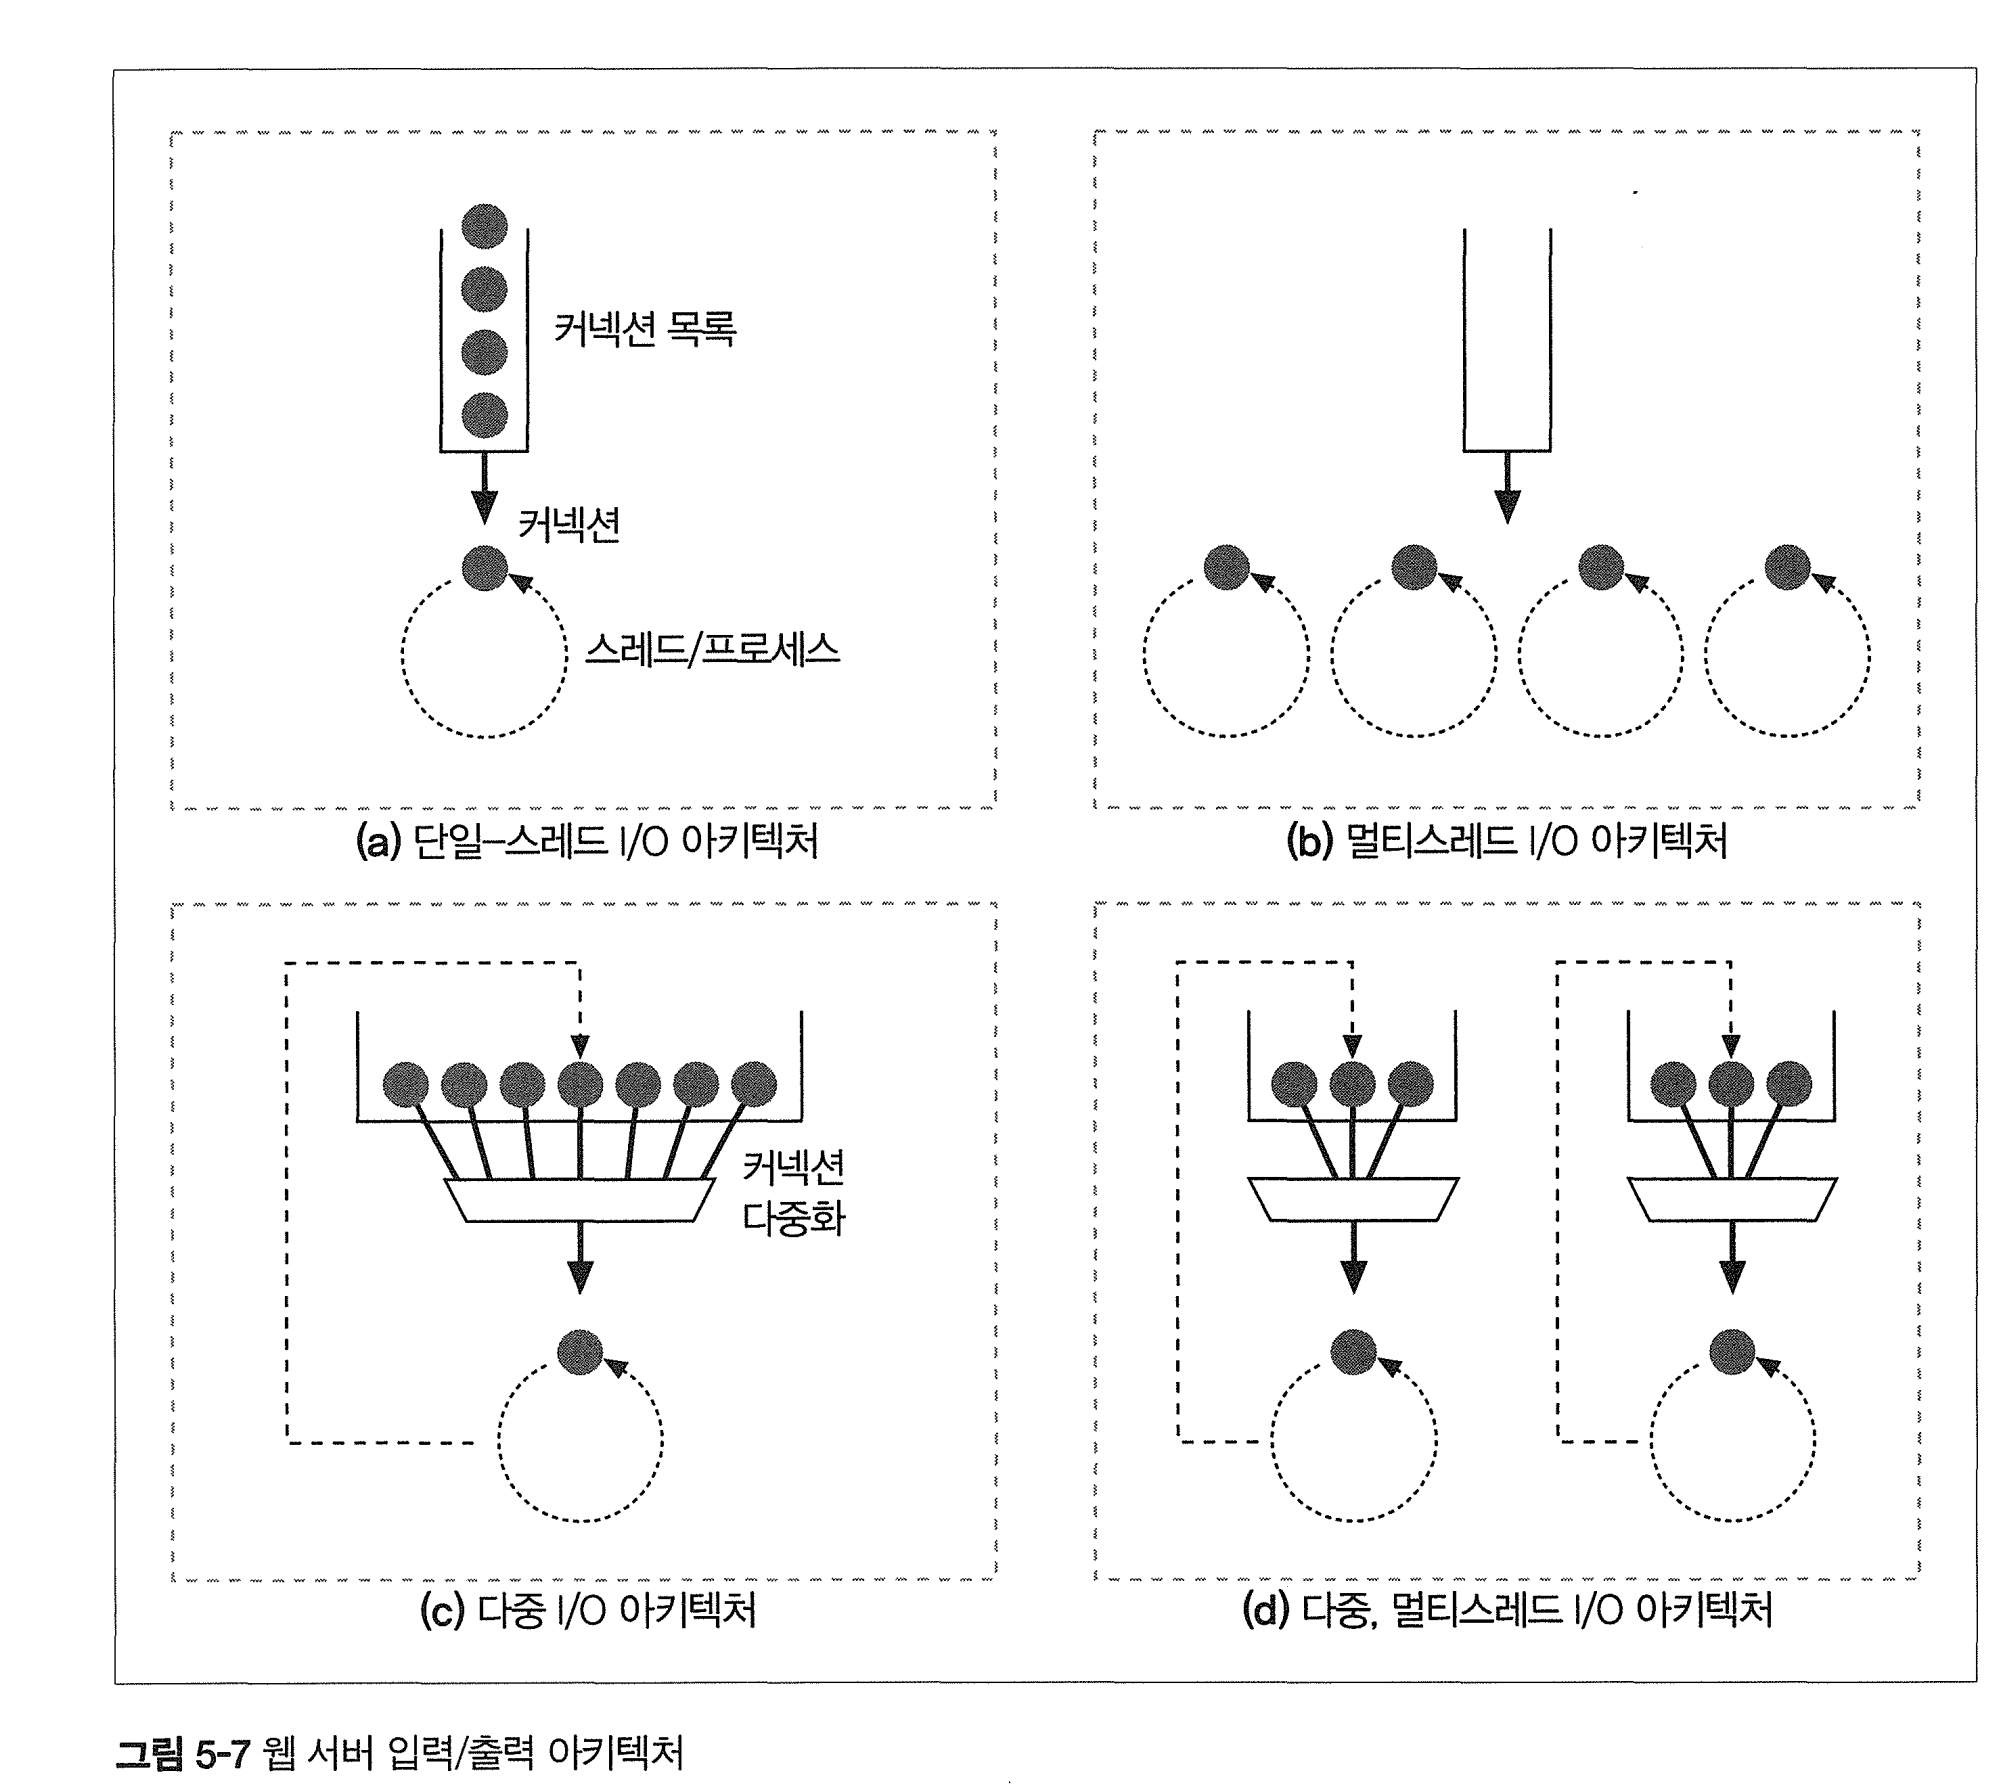 커넥션 목록
커넥션
스레드/프로세스
(a) 단일-스레드 I/O 아키텍처
(b) 멀티스레드 I/O 아키텍처
커넥션
다중화
(c) 다중 I/O 아키텍처
(d) 다중, 멀티스레드 I/O 아키텍처
그림 5-7 웹 서버 입력/출력 아키텍처